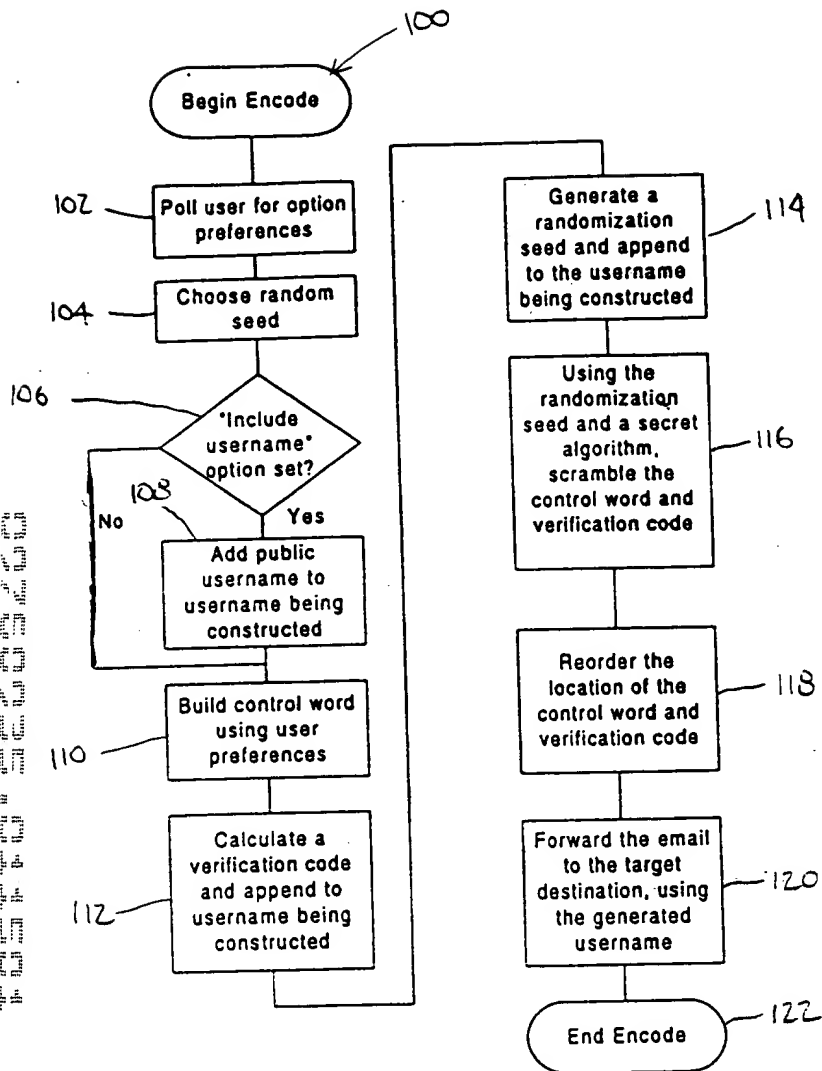 100
Begin Encode
102
Poll user for option
preferences
104
Choose random
seed
106
"Include
username"
option set?
No
Yes
108
Add public
username to
username being
constructed
110
Build control word
using user
preferences
112
Calculate a
verification code
and append to
username being
constructed
Generate a
randomization
seed and append
to the username
being constructed
114
Using the
randomization
seed and a secret
algorithm,
scramble the
control word and
verification code
116
Reorder the
location of the
control word and
verification code
118
Forward the email
to the target
destination, using
the generated
username
120
End Encode
122